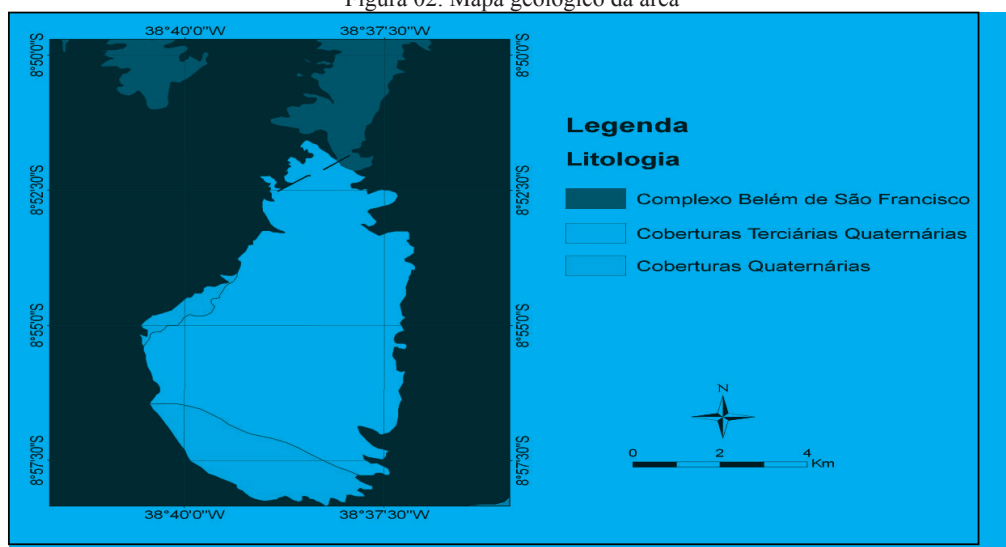 Figura 02: Mapa geológico da área
38°40'0"W 38°37'30"W
8°50'0"S 8°50'0"S
8°52'30"S 8°52'30"S
8°55'0"S 8°55'0"S
8°57'30"S 8°57'30"S
38°40'0"W 38°37'30"W
Legenda
Litologia
Complexo Belém de São Francisco
Coberturas Terciárias Quaternárias
Coberturas Quaternárias
N
0 2 4
Km